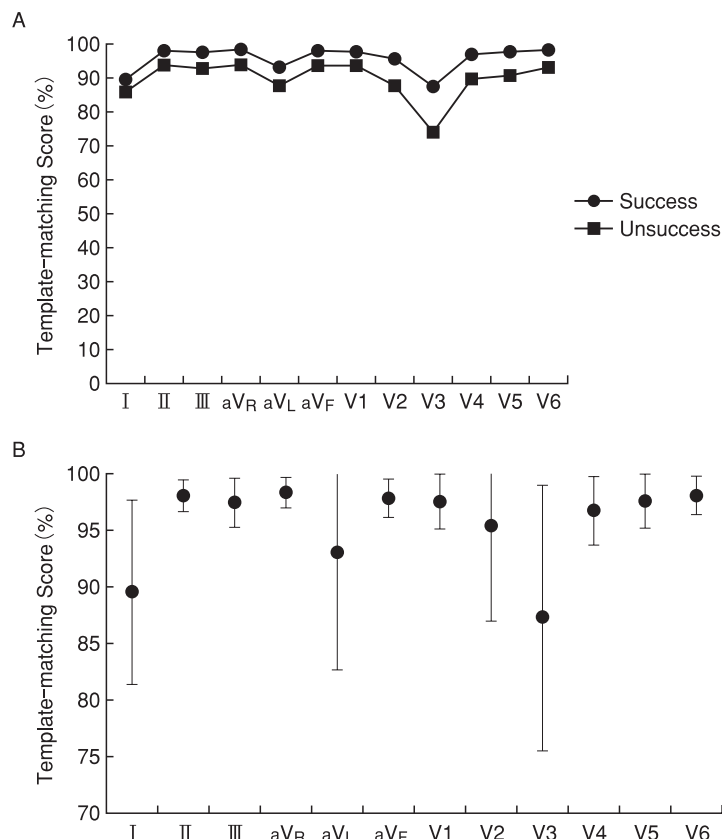 A
Template-matching Score (%)
100
90
80
70
60
50
40
30
20
10
0
Ⅰ Ⅱ Ⅲ aVR aVL aVF V1 V2 V3 V4 V5 V6
Success
Unsuccess
B
Template-matching Score (%)
100
95
90
85
80
75
70
Ⅰ Ⅱ Ⅲ aVR aVL aVF V1 V2 V3 V4 V5 V6